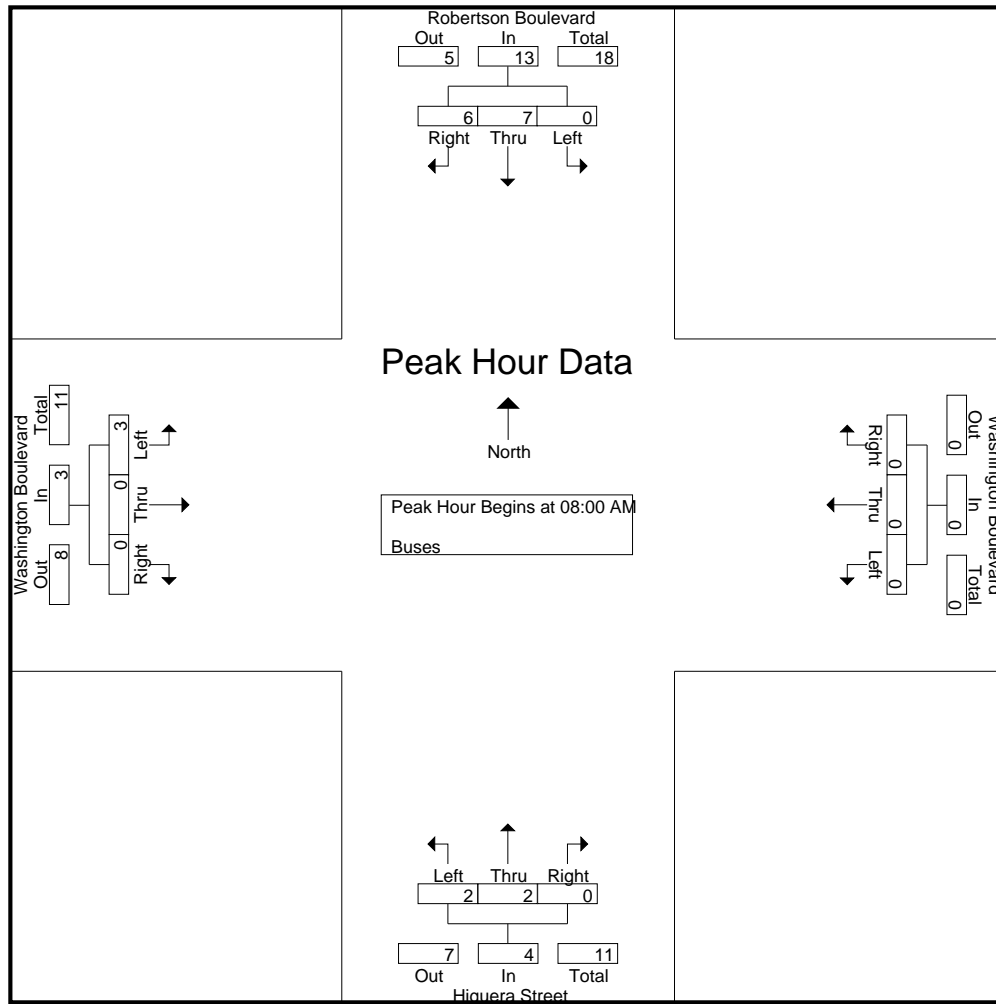 Robertson Boulevard
Out In Total
5 13 18
6 7 0
Right Thru Left
Peak Hour Data
North
Peak Hour Begins at 08:00 AM
Buses
Washington Boulevard
Out In Total
8 3 11
Left Thru Right
3 0 0
Washington Boulevard
Out In Total
0 0 0
Right Thru Left
0 0 0
Left Thru Right
2 2 0
7 4 11
Out In Total
Higuera Street